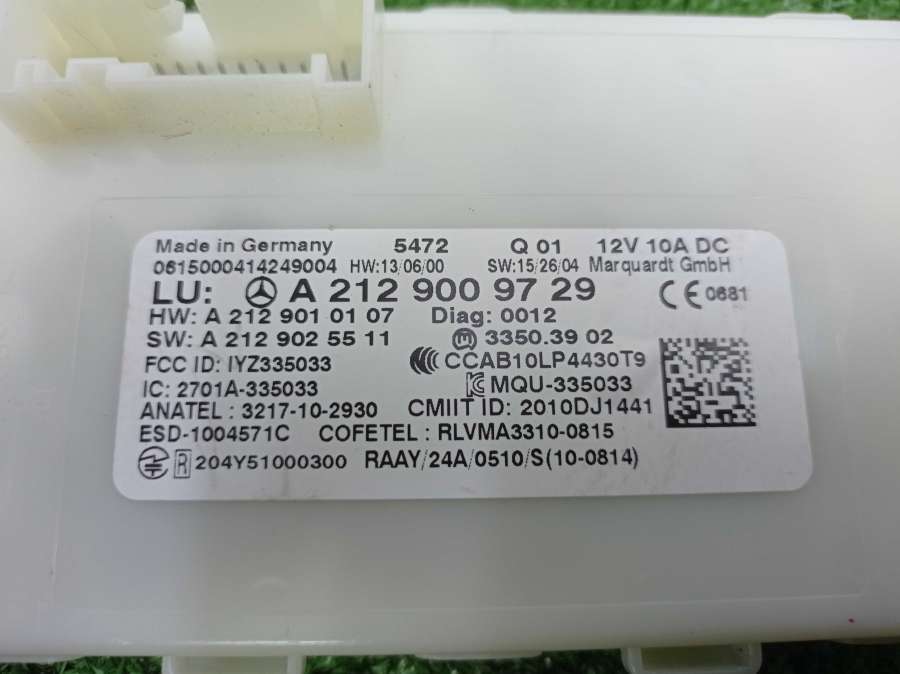 Made in Germany 5472 Q 01 12V 10A DC
0615000414249004 HW:13/06/00 SW:15/26/04 Marquardt GmbH
LU: A 212 900 97 29
HW: A 212 901 01 07 Diag: 0012 CE 0681
SW: A 212 902 55 11 3350.3902
FCC ID: IYZ335033 CCAB10LP4430T9
IC: 2701A-335033 MQU-335033
ANATEL : 3217-10-2930 CMIIT ID: 2010DJ1441
ESD-1004571C COFETEL : RLVMA3310-0815
R 204Y51000300 RAAY/24A/0510/S(10-0814)